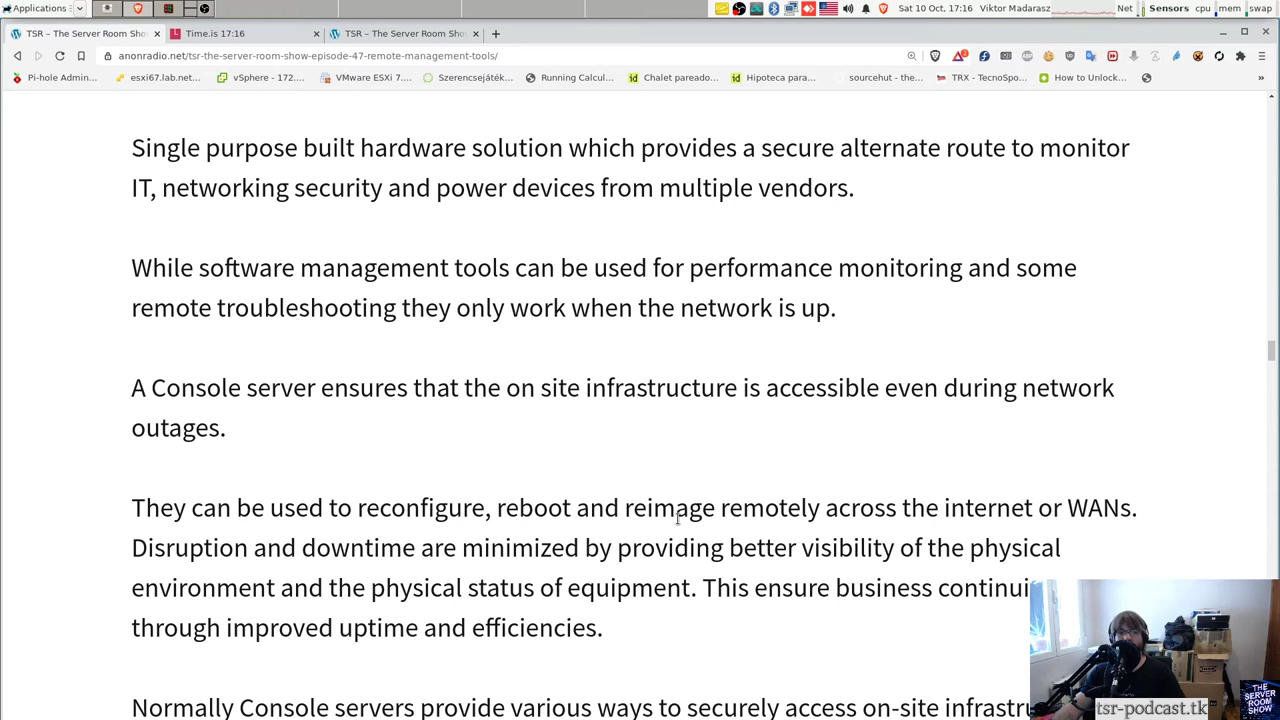 Applications
Sat 10 Oct, 17:16 Viktor Madarasz Net Sensors cpu mem swap
TSR – The Server Room Sho
Time.is 17:16
TSR – The Server Room Show
anonradio.net/tsr-the-server-room-show-episode-47-remote-management-tools/
Pi-hole Admin...
esxi67.lab.net...
vSphere - 172....
VMware ESXi 7....
Szerencsejáték...
Running Calcul...
Chalet pareado...
Hipoteca para...
sourcehut - the...
TRX - TecnoSpo...
How to Unlock...
Single purpose built hardware solution which provides a secure alternate route to monitor
IT, networking security and power devices from multiple vendors.
While software management tools can be used for performance monitoring and some
remote troubleshooting they only work when the network is up.
A Console server ensures that the on site infrastructure is accessible even during network
outages.
They can be used to reconfigure, reboot and reimage remotely across the internet or WANs.
Disruption and downtime are minimized by providing better visibility of the physical
environment and the physical status of equipment. This ensure business continui
through improved uptime and efficiencies.
Normally Console servers provide various ways to securely access on-site infrastru
THE
SERVER
ROOM
SHOW
tsr-podcast.tk